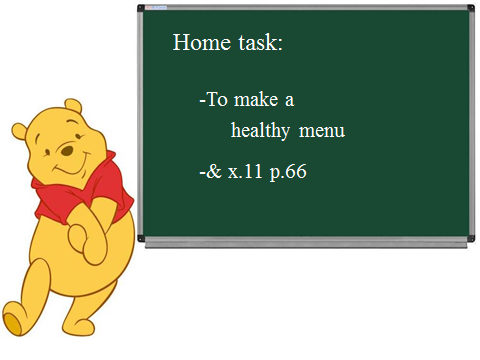 Home task:
-To make a
healthy menu
-& x.11 p.66